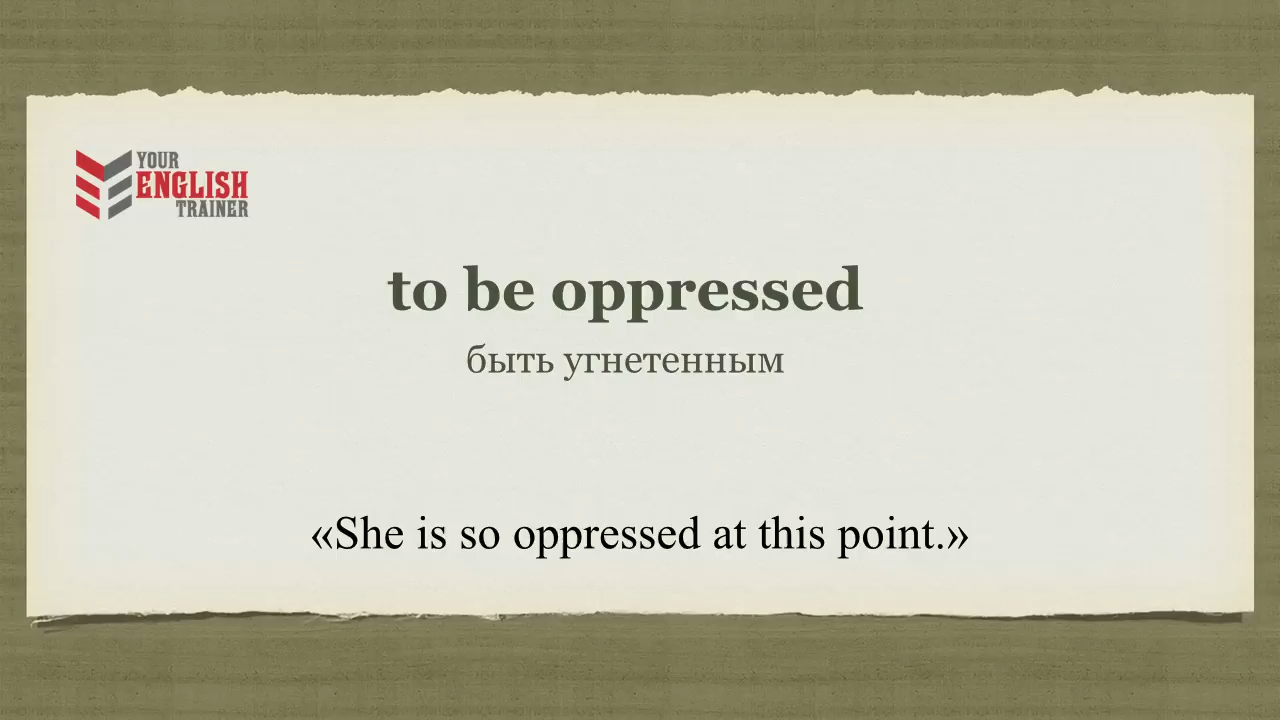 YOUR
ENGLISH
TRAINER
to be oppressed
быть угнетенным
«She is so oppressed at this point.»